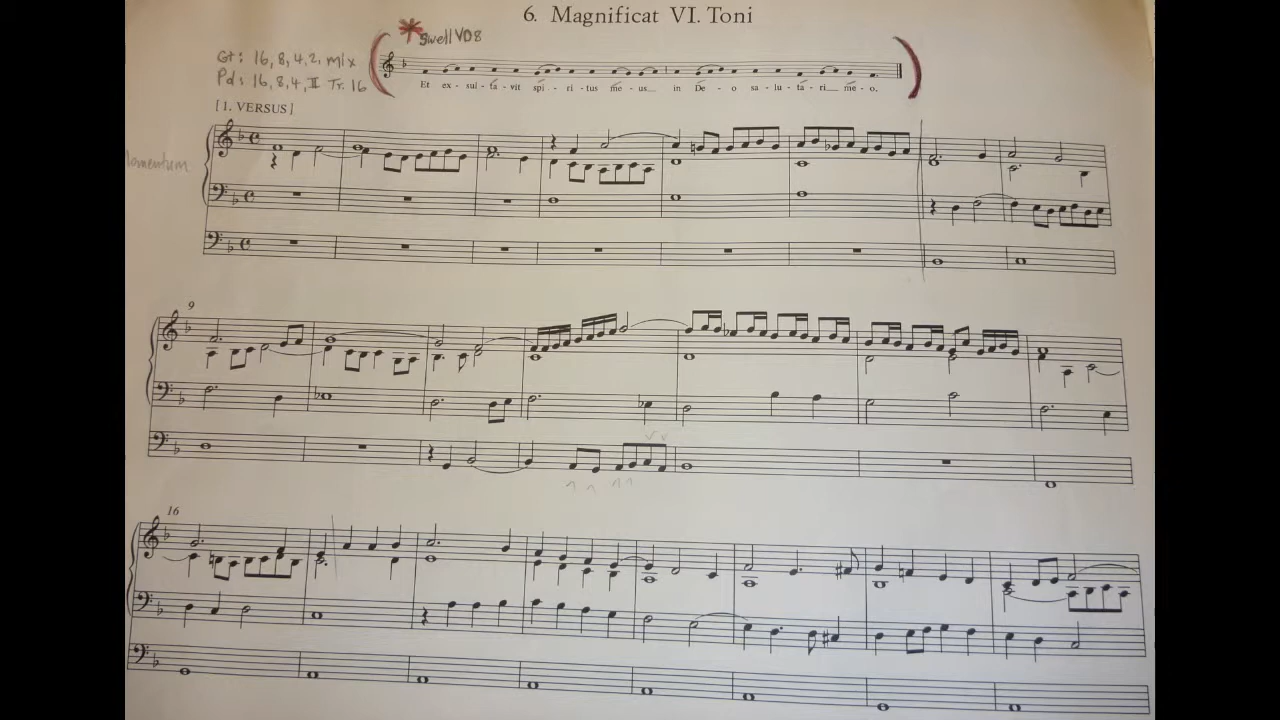 6. Magnificat VI. Toni
* Swell VD8
Gt: 16, 8, 4, 2, mix
Pd: 16, 8, 4, II Tr. 16
Et ex - sul - ta - vit spi - ri - tus me - us in De - o sa - lu - ta - ri me - o.
[1. VERSUS]
Momentum
9
16